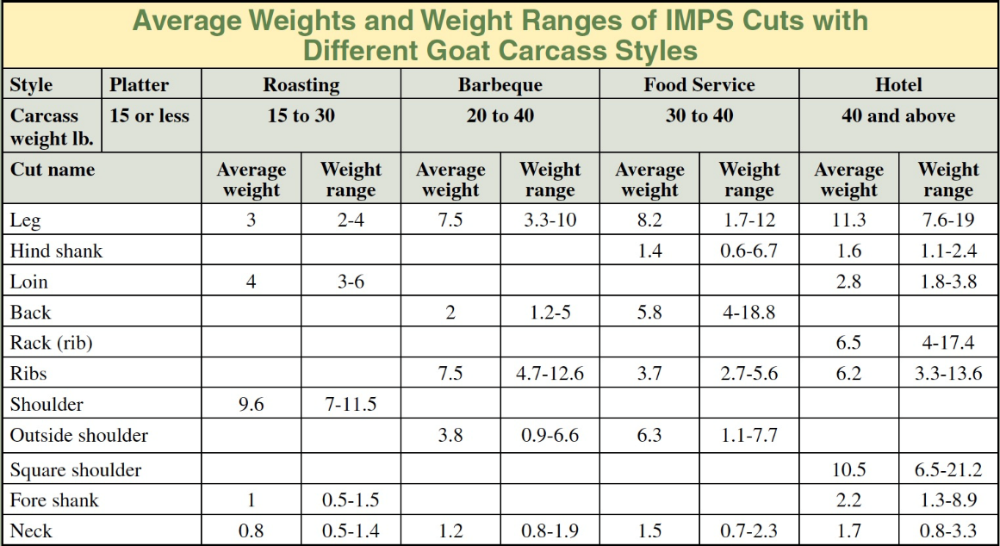 Average Weights and Weight Ranges of IMPS Cuts with
Different Goat Carcass Styles
Style Platter Roasting Barbeque Food Service Hotel
Carcass weight lb. 15 or less 15 to 30 20 to 40 30 to 40 40 and above
Cut name Average weight Weight range Average weight Weight range Average weight Weight range Average weight Weight range
Leg 3 2-4 7.5 3.3-10 8.2 1.7-12 11.3 7.6-19
Hind shank 1.4 0.6-6.7 1.6 1.1-2.4
Loin 4 3-6 2.8 1.8-3.8
Back 2 1.2-5 5.8 4-18.8
Rack (rib) 6.5 4-17.4
Ribs 7.5 4.7-12.6 3.7 2.7-5.6 6.2 3.3-13.6
Shoulder 9.6 7-11.5
Outside shoulder 3.8 0.9-6.6 6.3 1.1-7.7
Square shoulder 10.5 6.5-21.2
Fore shank 1 0.5-1.5 2.2 1.3-8.9
Neck 0.8 0.5-1.4 1.2 0.8-1.9 1.5 0.7-2.3 1.7 0.8-3.3